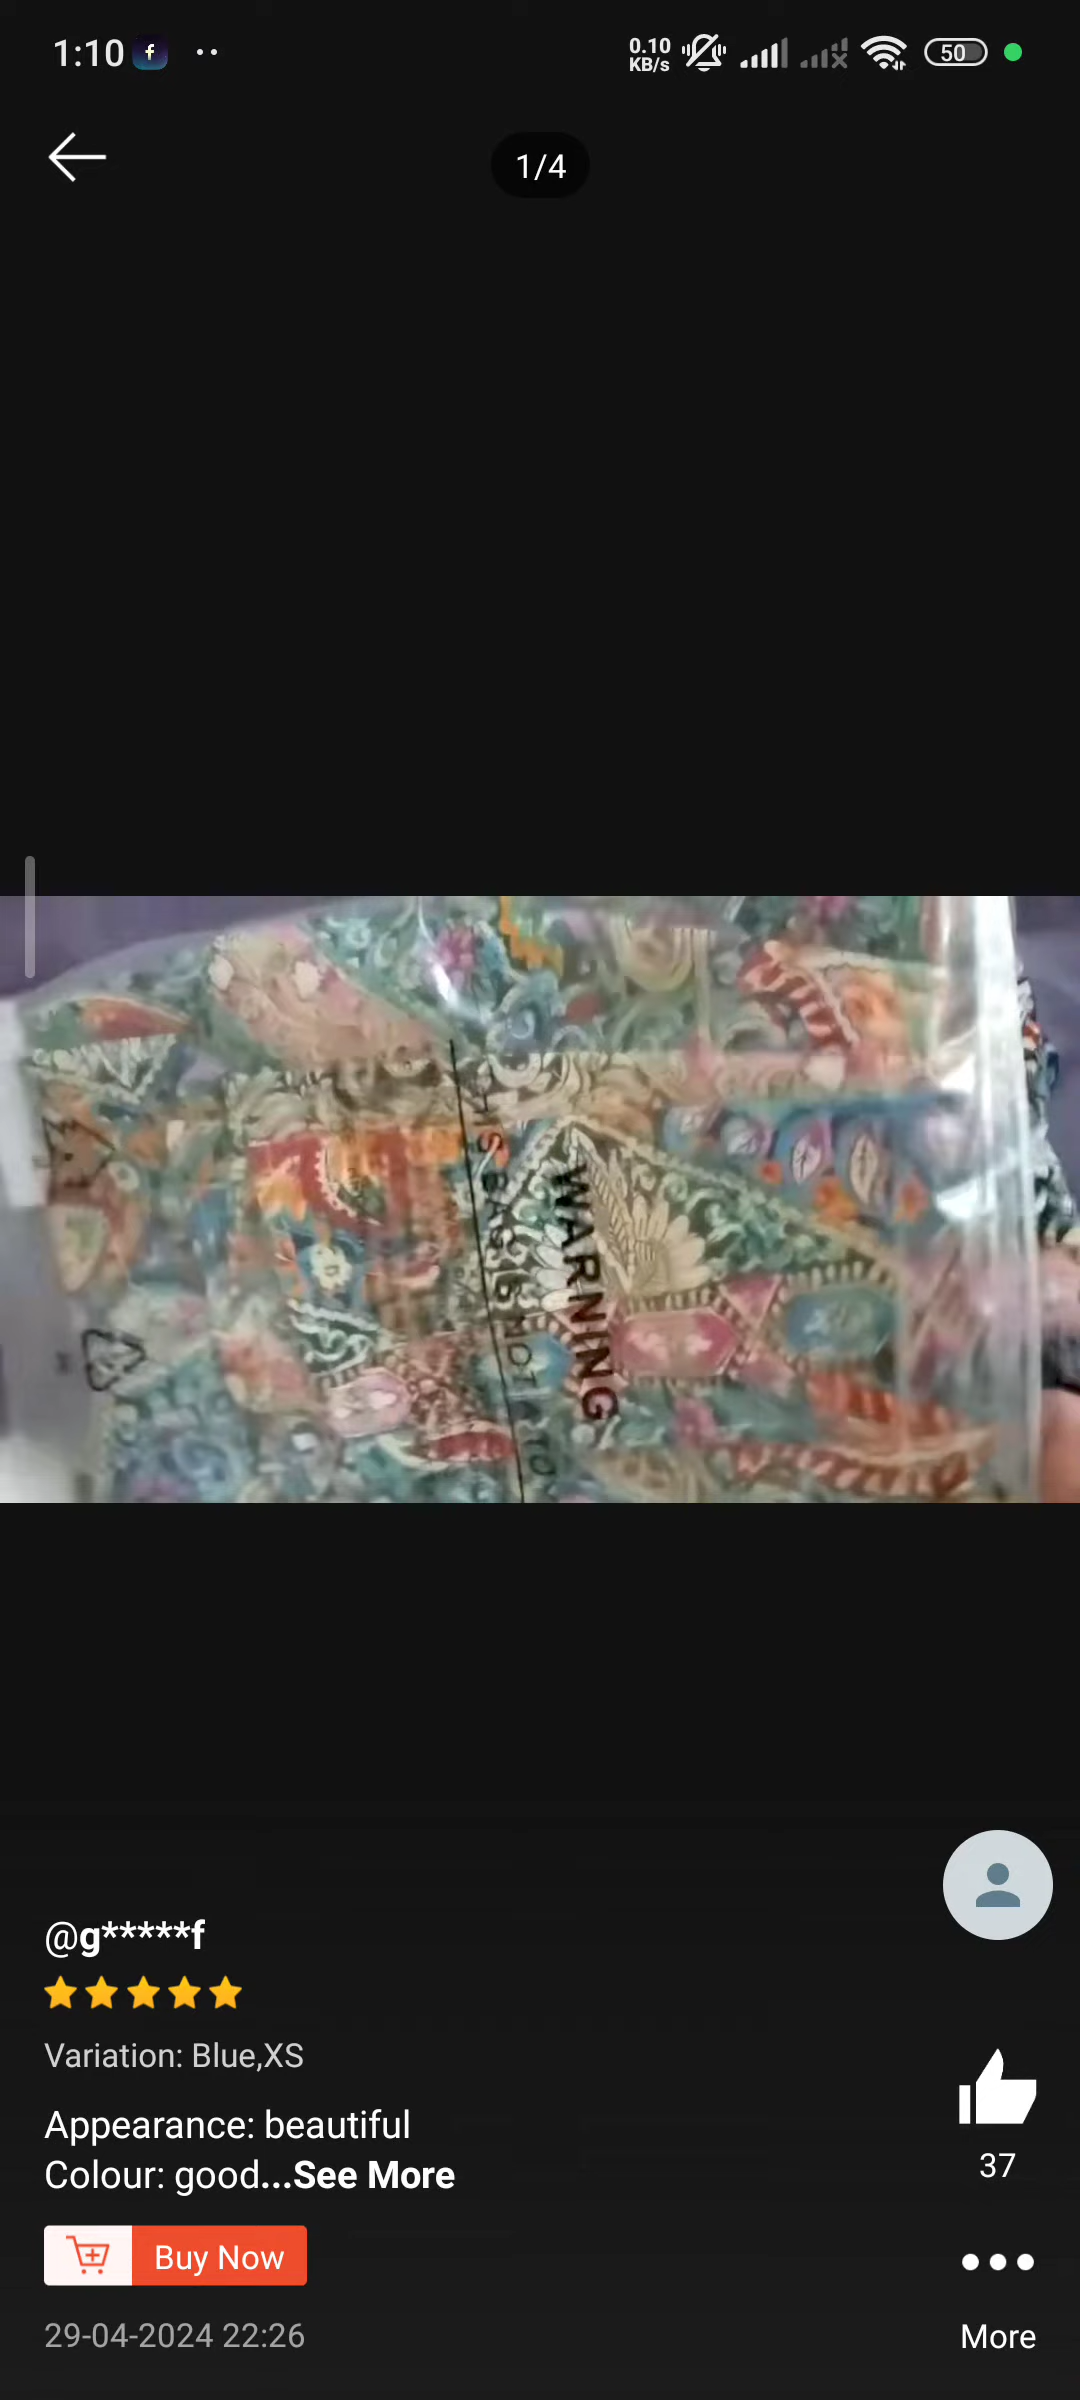 1:10
0.10
KB/s
50
1/4
WARNING
@g*****f
Variation: Blue,XS
Appearance: beautiful
Colour: good...See More
37
Buy Now
29-04-2024 22:26
More